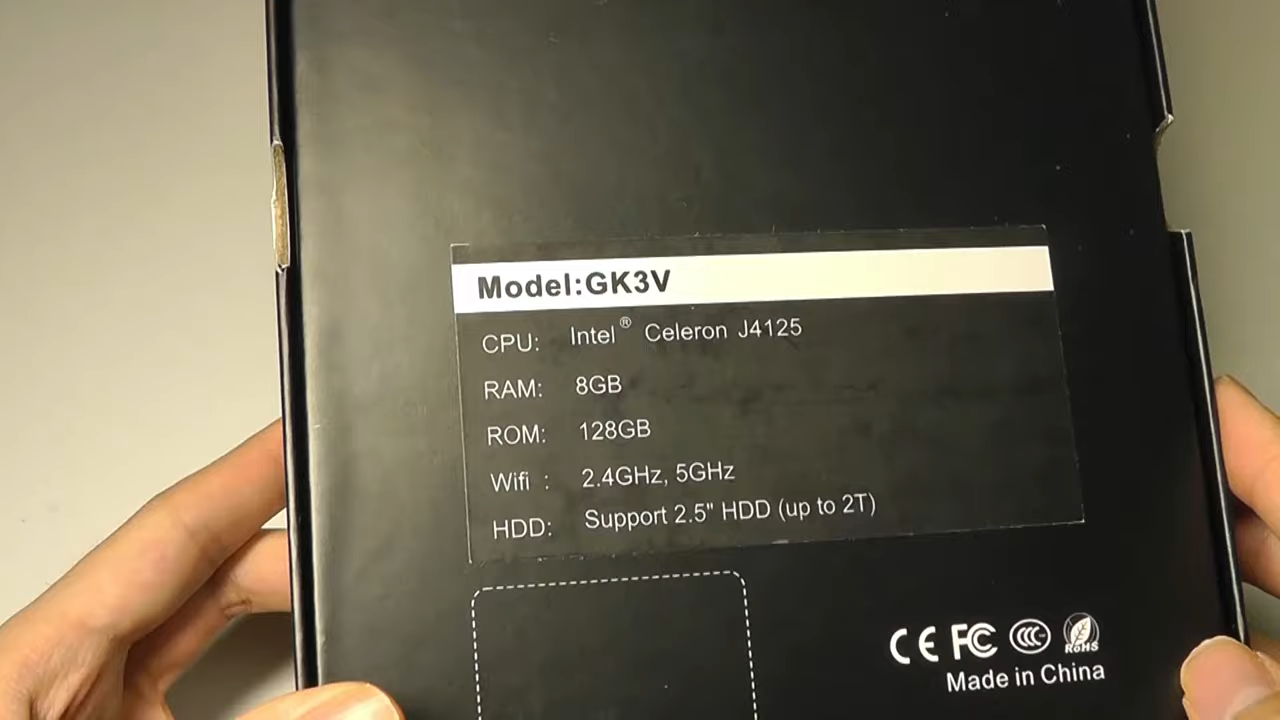 Model:GK3V
CPU: Intel® Celeron J4125
RAM: 8GB
ROM: 128GB
Wifi : 2.4GHz, 5GHz
HDD: Support 2.5" HDD (up to 2T)
CE FC CCC RoHS
Made in China